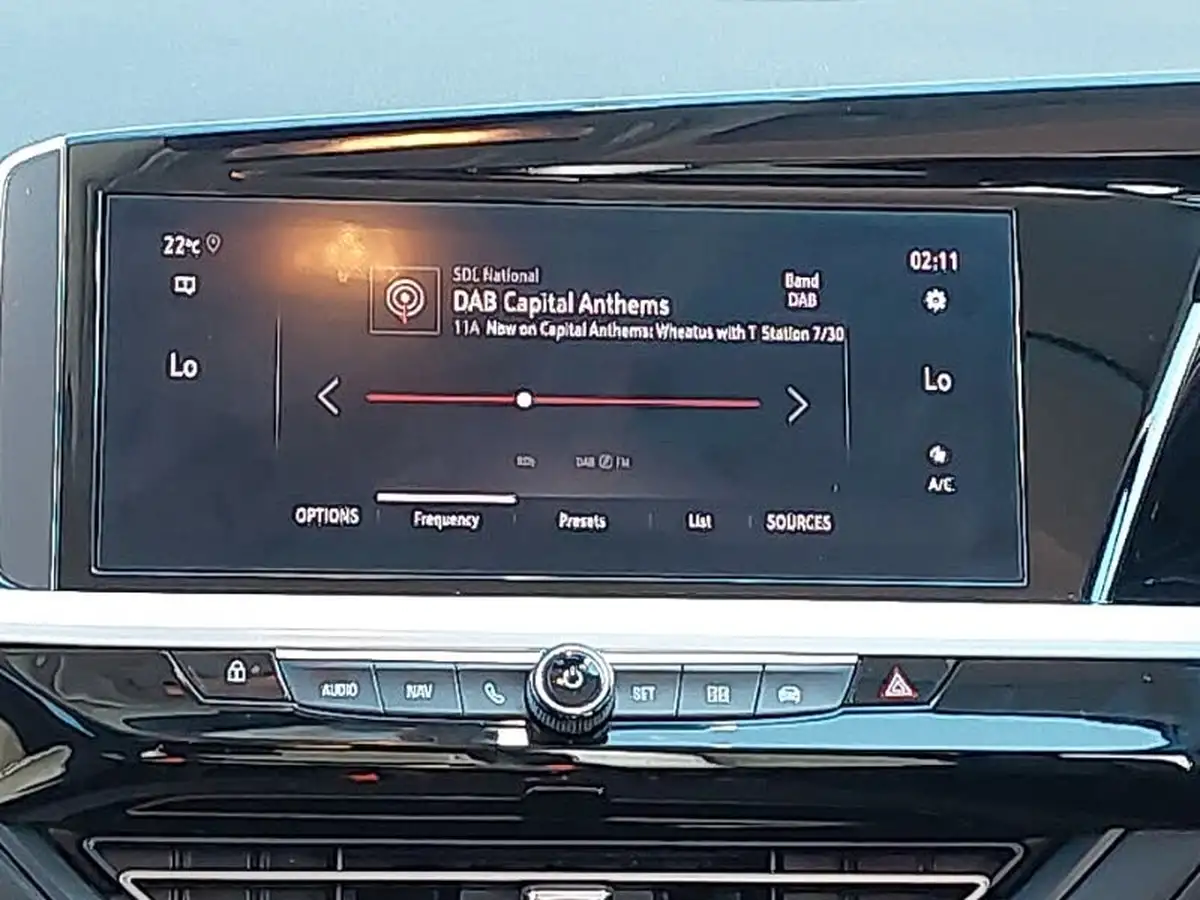 22°C
02:11
SDL National
DAB Capital Anthems
Band
DAB
11A Now on Capital Anthems: Wheatus with T Station 7/30
Lo
Lo
DAB FM
A/C
OPTIONS Frequency Presets List SOURCES
AUDIO NAV SET